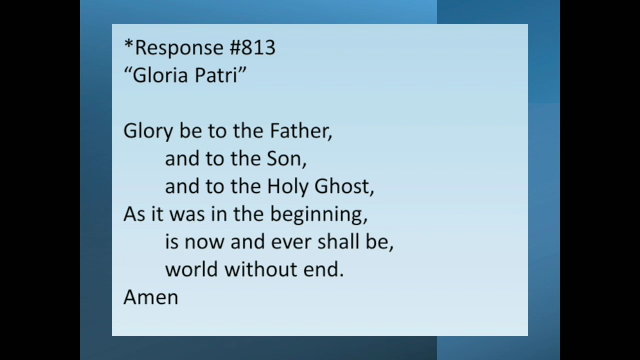 *Response #813
“Gloria Patri”
Glory be to the Father,
and to the Son,
and to the Holy Ghost,
As it was in the beginning,
is now and ever shall be,
world without end.
Amen